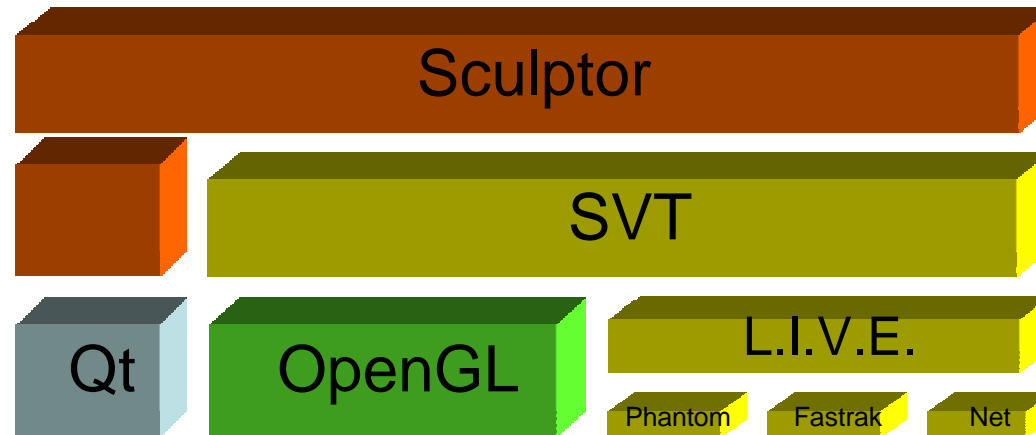 Sculptor
SVT
Qt
OpenGL
L.I.V.E.
Phantom
Fastrak
Net